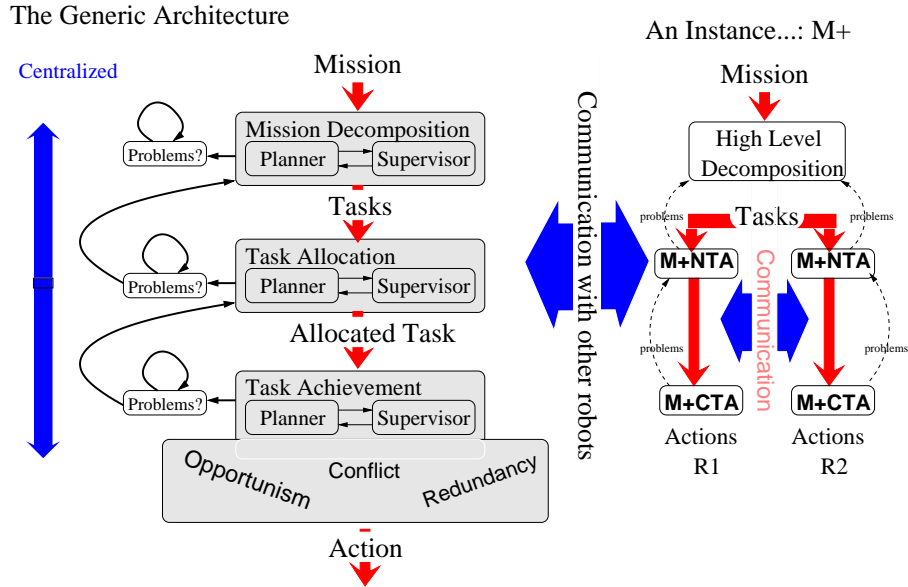 The Generic Architecture
Centralized
Mission
Mission Decomposition
Planner
Supervisor
Problems?
Tasks
Task Allocation
Planner
Supervisor
Problems?
Allocated Task
Task Achievement
Planner
Supervisor
Problems?
Opportunism
Conflict
Redundancy
Action
Communication with other robots
An Instance...: M+
Mission
High Level
Decomposition
problems
Tasks
problems
M+NTA
M+NTA
Communication
problems
problems
M+CTA
M+CTA
Actions
R1
Actions
R2